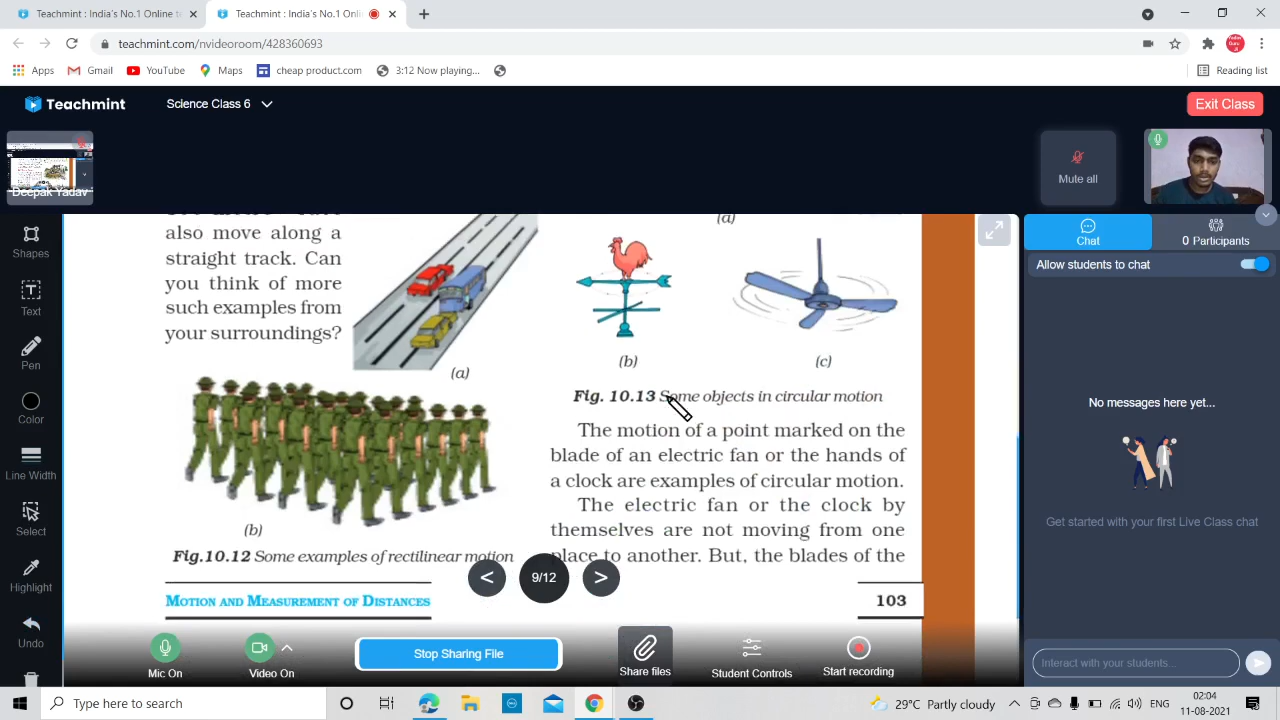 Teachmint : India's No.1 Online te
Teachmint : India's No.1 Onli
teachmint.com/nvideoroom/428360693
Apps
Gmail
YouTube
Maps
cheap product.com
3:12 Now playing...
Reading list
Teachmint
Science Class 6
Exit Class
Deepak Yadav
Mute all
Shapes
Text
Pen
Color
Line Width
Select
Highlight
Undo
also move along a
straight track. Can
you think of more
such examples from
your surroundings?
(a)
(b)
Fig.10.12 Some examples of rectilinear motion
(a)
(b)
(c)
Fig. 10.13 Some objects in circular motion
The motion of a point marked on the
blade of an electric fan or the hands of
a clock are examples of circular motion.
The electric fan or the clock by
themselves are not moving from one
place to another. But, the blades of the
MOTION AND MEASUREMENT OF DISTANCES
103
<
9/12
>
Chat
0 Participants
Allow students to chat
No messages here yet...
Get started with your first Live Class chat
Interact with your students...
Mic On
Video On
Stop Sharing File
Share files
Student Controls
Start recording
Type here to search
29°C Partly cloudy
ENG
02:04
11-08-2021